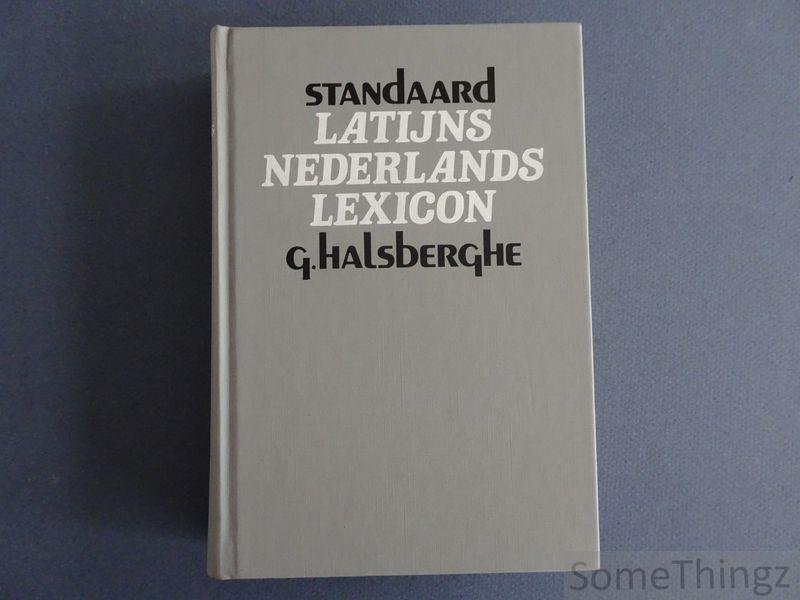 STANDAARD
LATIJNS
NEDERLANDS
LEXICON
G. HALSBERGHE
SomeThingz